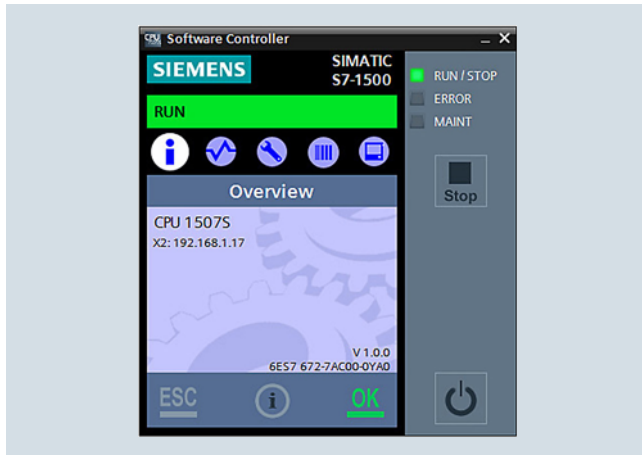 CPU Software Controller
SIEMENS
SIMATIC
S7-1500
RUN
Overview
CPU 1507S
X2: 192.168.1.17
V 1.0.0
6ES7 672-7AC00-0YA0
ESC
i
OK
RUN / STOP
ERROR
MAINT
Stop